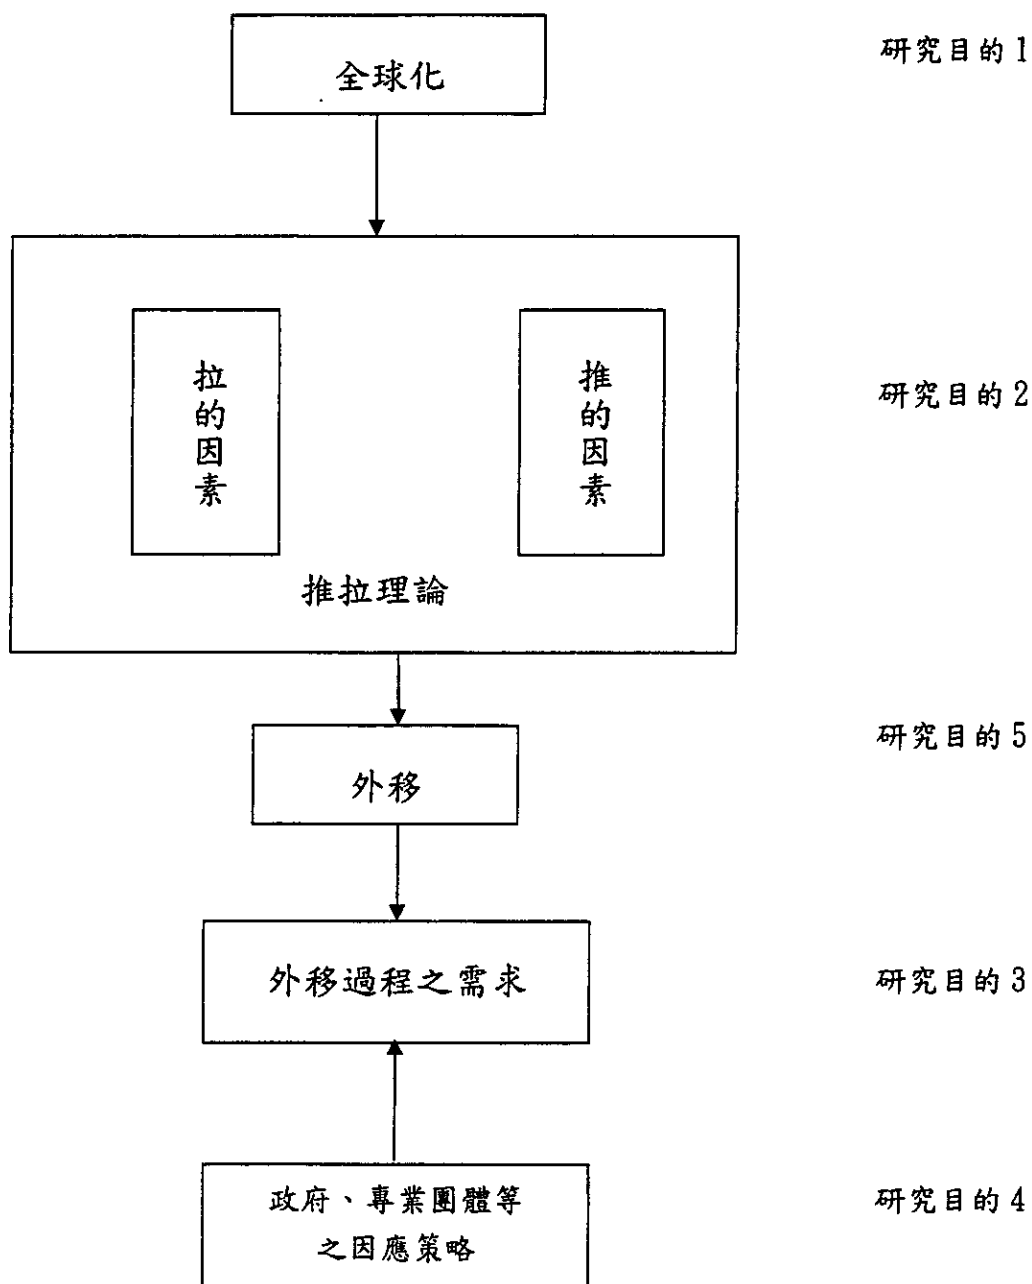 全球化
研究目的1
拉的因素
推的因素
研究目的2
推拉理論
研究目的5
外移
外移過程之需求
研究目的3
政府、專業團體等
之因應策略
研究目的4